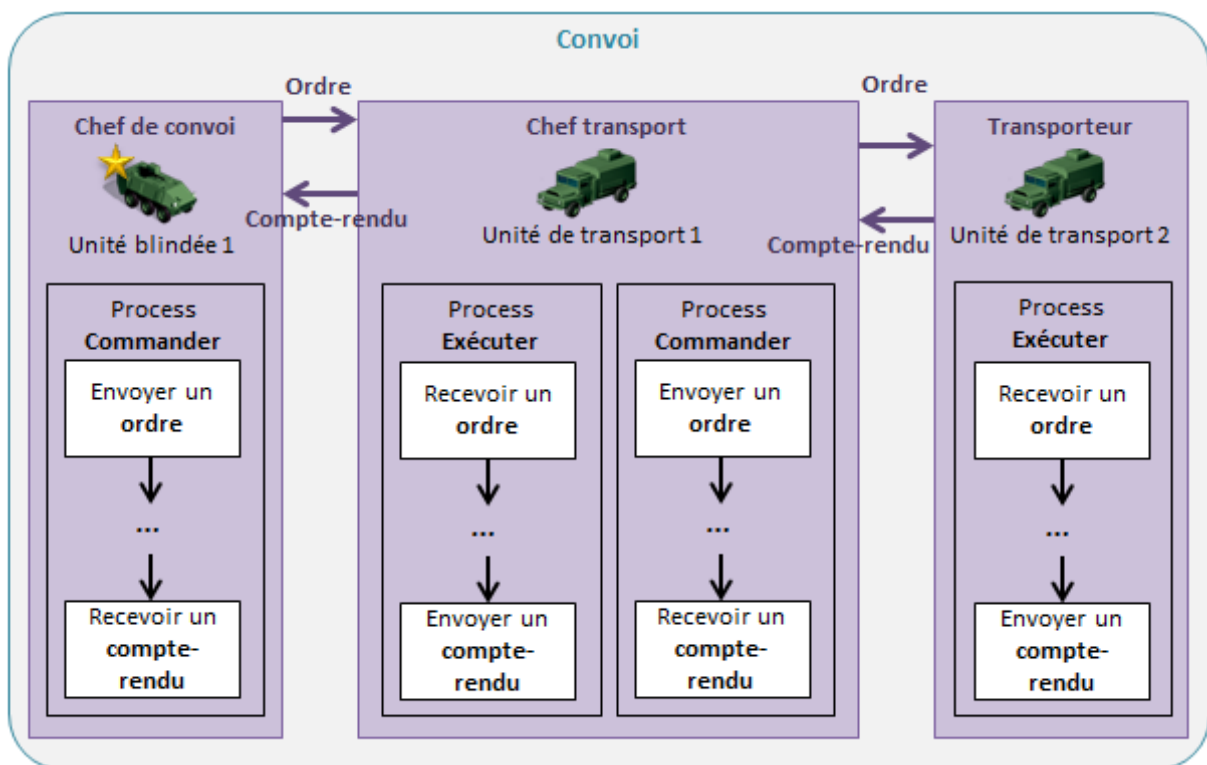 Convoi
Ordre
Ordre
Chef de convoi
Chef transport
Transporteur
Compte-rendu
Compte-rendu
Unité blindée 1
Unité de transport 1
Unité de transport 2
Process
Commander
Envoyer un
ordre
...
Recevoir un
compte-
rendu
Process
Exécuter
Recevoir un
ordre
...
Envoyer un
compte-
rendu
Process
Commander
Envoyer un
ordre
...
Recevoir un
compte-
rendu
Process
Exécuter
Recevoir un
ordre
...
Envoyer un
compte-
rendu